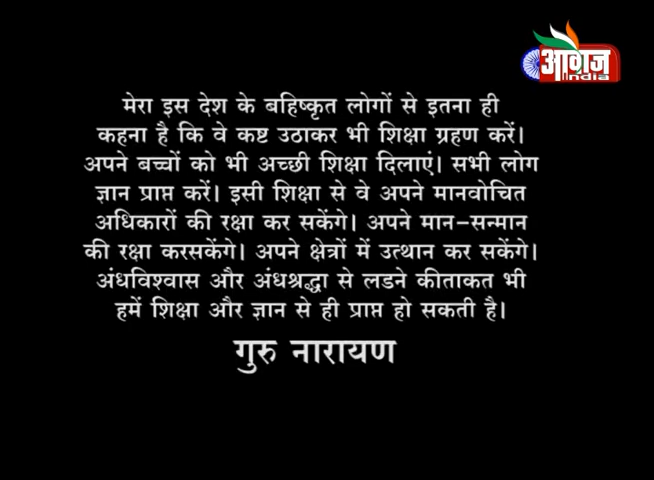 आगाज
India
मेरा इस देश के बहिष्कृत लोगों से इतना ही
कहना है कि वे कष्ट उठाकर भी शिक्षा ग्रहण करें।
अपने बच्चों को भी अच्छी शिक्षा दिलाएं। सभी लोग
ज्ञान प्राप्त करें। इसी शिक्षा से वे अपने मानवोचित
अधिकारों की रक्षा कर सकेंगे। अपने मान-सन्मान
की रक्षा करसकेंगे। अपने क्षेत्रों में उत्थान कर सकेंगे।
अंधविश्वास और अंधश्रद्धा से लडने कीताकत भी
हमें शिक्षा और ज्ञान से ही प्राप्त हो सकती है।
गुरु नारायण